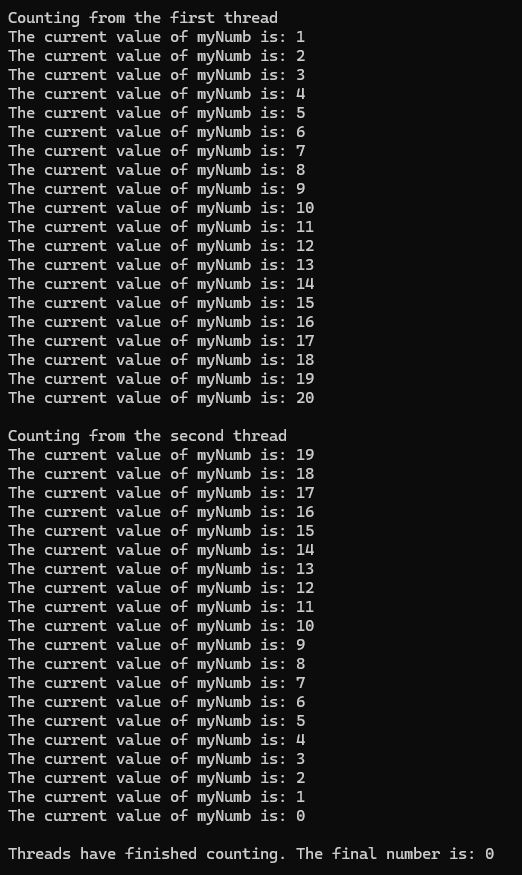 Counting from the first thread
The current value of myNumb is: 1
The current value of myNumb is: 2
The current value of myNumb is: 3
The current value of myNumb is: 4
The current value of myNumb is: 5
The current value of myNumb is: 6
The current value of myNumb is: 7
The current value of myNumb is: 8
The current value of myNumb is: 9
The current value of myNumb is: 10
The current value of myNumb is: 11
The current value of myNumb is: 12
The current value of myNumb is: 13
The current value of myNumb is: 14
The current value of myNumb is: 15
The current value of myNumb is: 16
The current value of myNumb is: 17
The current value of myNumb is: 18
The current value of myNumb is: 19
The current value of myNumb is: 20

Counting from the second thread
The current value of myNumb is: 19
The current value of myNumb is: 18
The current value of myNumb is: 17
The current value of myNumb is: 16
The current value of myNumb is: 15
The current value of myNumb is: 14
The current value of myNumb is: 13
The current value of myNumb is: 12
The current value of myNumb is: 11
The current value of myNumb is: 10
The current value of myNumb is: 9
The current value of myNumb is: 8
The current value of myNumb is: 7
The current value of myNumb is: 6
The current value of myNumb is: 5
The current value of myNumb is: 4
The current value of myNumb is: 3
The current value of myNumb is: 2
The current value of myNumb is: 1
The current value of myNumb is: 0

Threads have finished counting. The final number is: 0